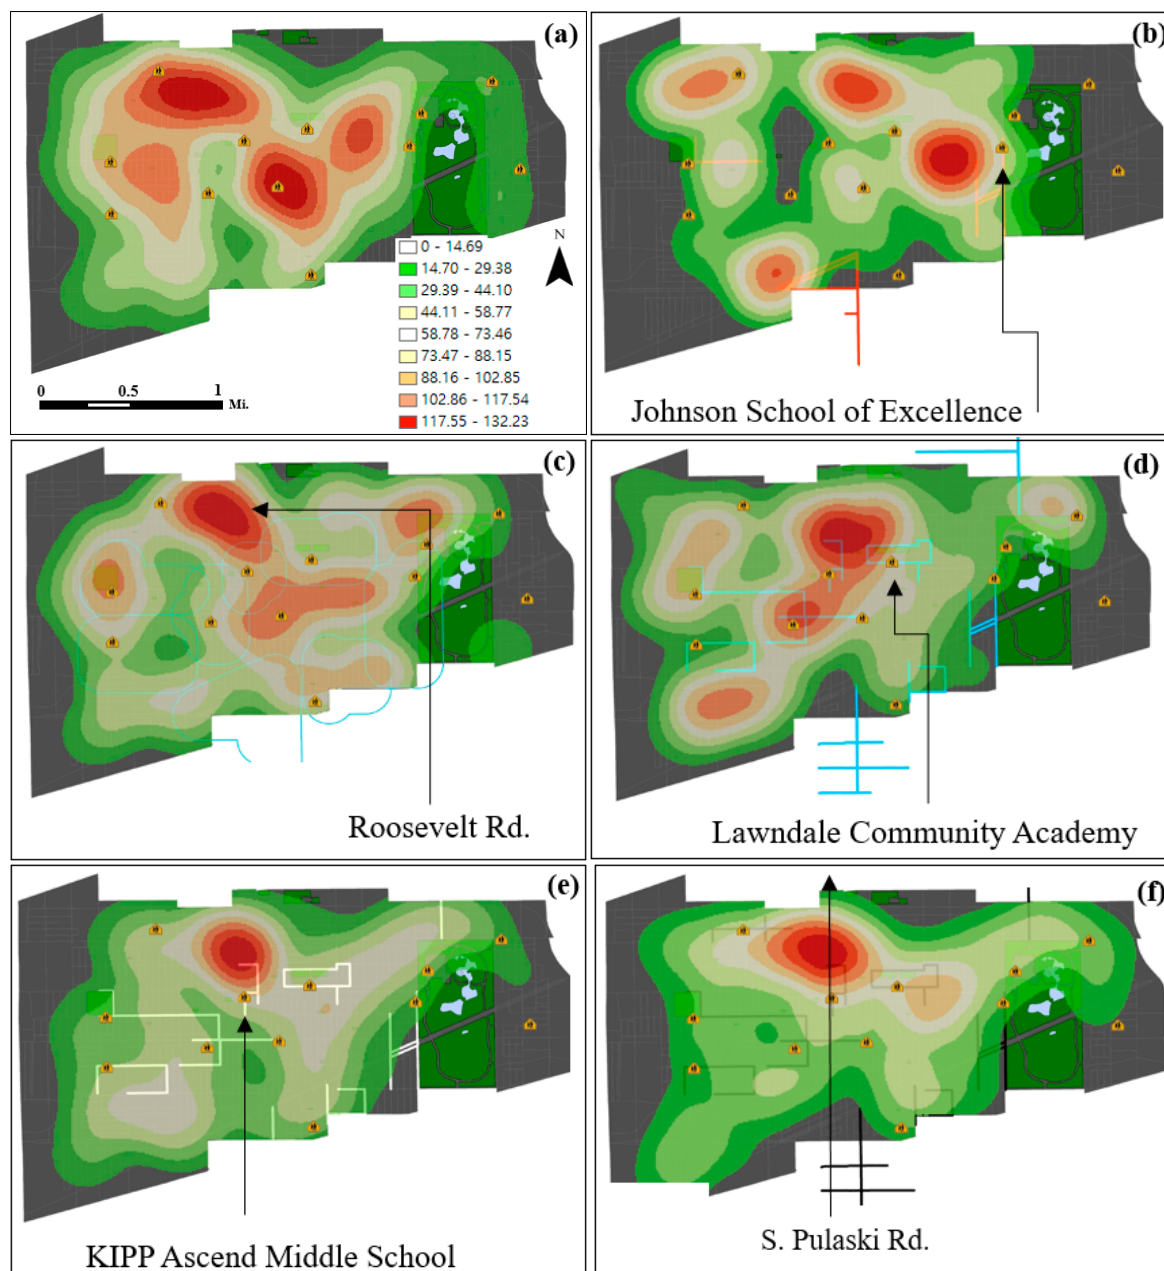 (a)
N
0 - 14.69
14.70 - 29.38
29.39 - 44.10
44.11 - 58.77
58.78 - 73.46
73.47 - 88.15
88.16 - 102.85
102.86 - 117.54
117.55 - 132.23
0 0.5 1
Mi.
(b)
Johnson School of Excellence
(c)
Roosevelt Rd.
(d)
Lawndale Community Academy
(e)
KIPP Ascend Middle School
(f)
S. Pulaski Rd.